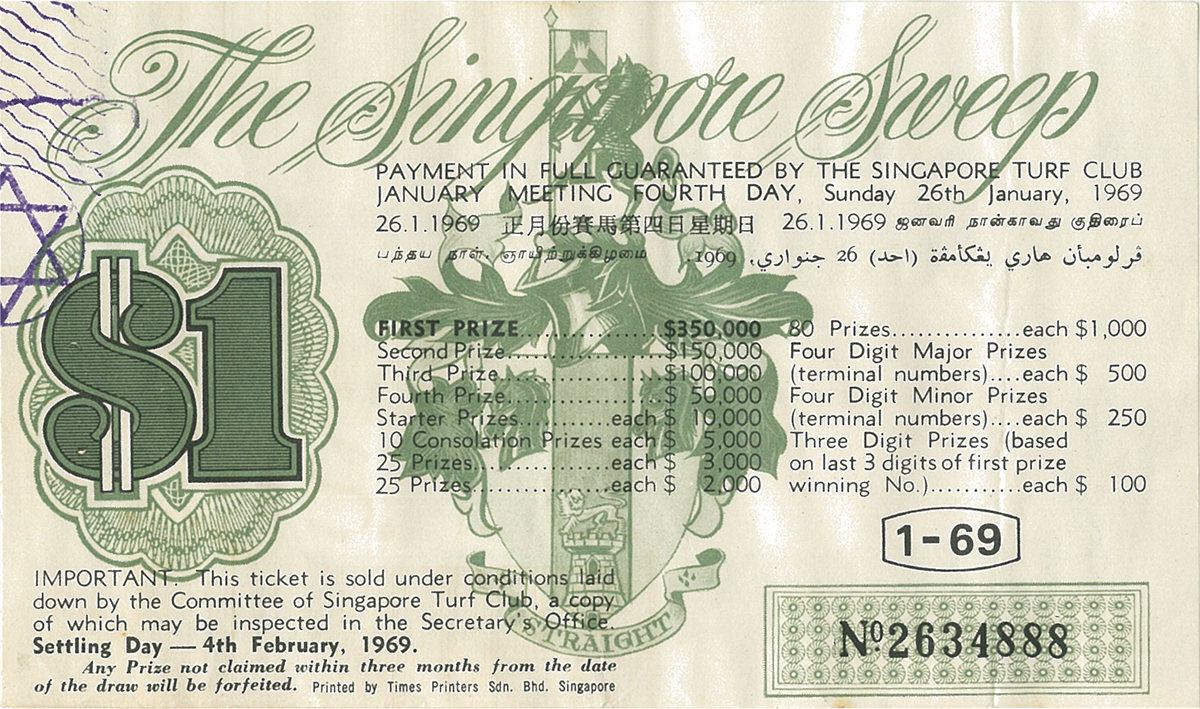 The Singapore Sweep
PAYMENT IN FULL GUARANTEED BY THE SINGAPORE TURF CLUB
JANUARY MEETING FOURTH DAY, Sunday 26th January, 1969
26.1.1969 正月份賽馬第四日星期日 26.1.1969 ஜனவரி நான்காவது குதிரைப்
பந்தய நாள், ஞாயிற்றுக்கிழமை
ڤرلومبأن هاري يڠكأمڤة (احد) 26 جنواري، 1969.
$1
FIRST PRIZE..................$350,000
Second Prize..................$150,000
Third Prize..................$100,000
Fourth Prize..................$ 50,000
Starter Prizes............each $ 10,000
10 Consolation Prizes each $ 5,000
25 Prizes..................each $ 3,000
25 Prizes..................each $ 2,000
80 Prizes...............each $1,000
Four Digit Major Prizes
(terminal numbers)....each $ 500
Four Digit Minor Prizes
(terminal numbers)....each $ 250
Three Digit Prizes (based
on last 3 digits of first prize
winning No.)...........each $ 100
1-69
IMPORTANT. This ticket is sold under conditions laid
down by the Committee of Singapore Turf Club, a copy
of which may be inspected in the Secretary's Office.
Settling Day — 4th February, 1969.
Any Prize not claimed within three months from the date
of the draw will be forfeited. Printed by Times Printers Sdn. Bhd. Singapore
STRAIGHT
Nº 2634888